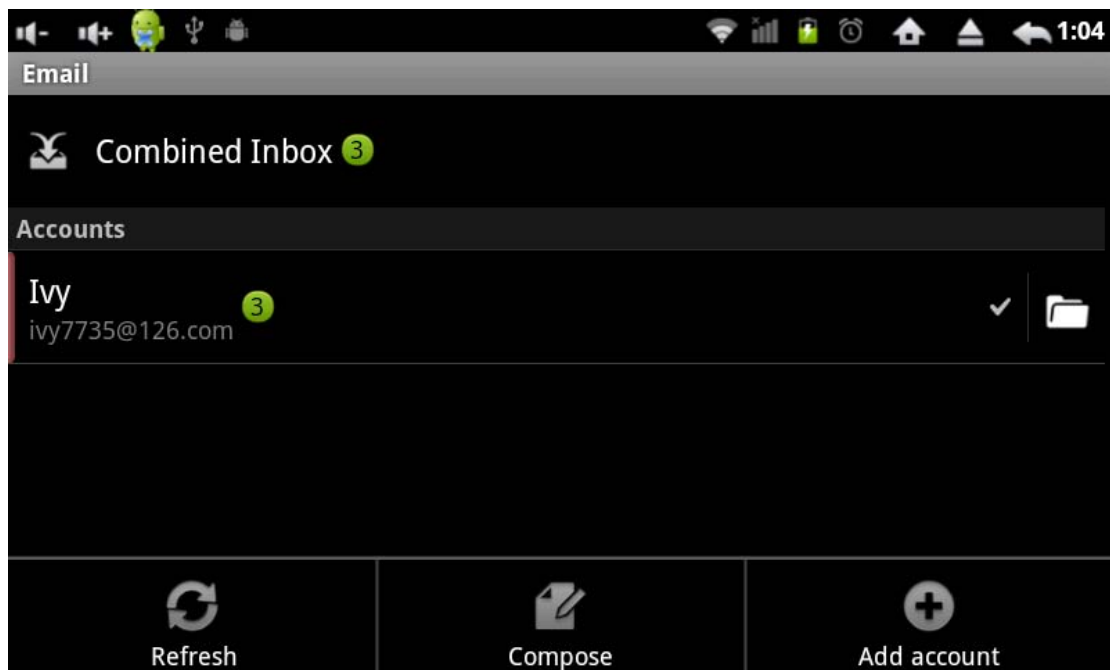 1:04
Email
Combined Inbox 3
Accounts
Ivy 3
ivy7735@126.com
Refresh Compose Add account